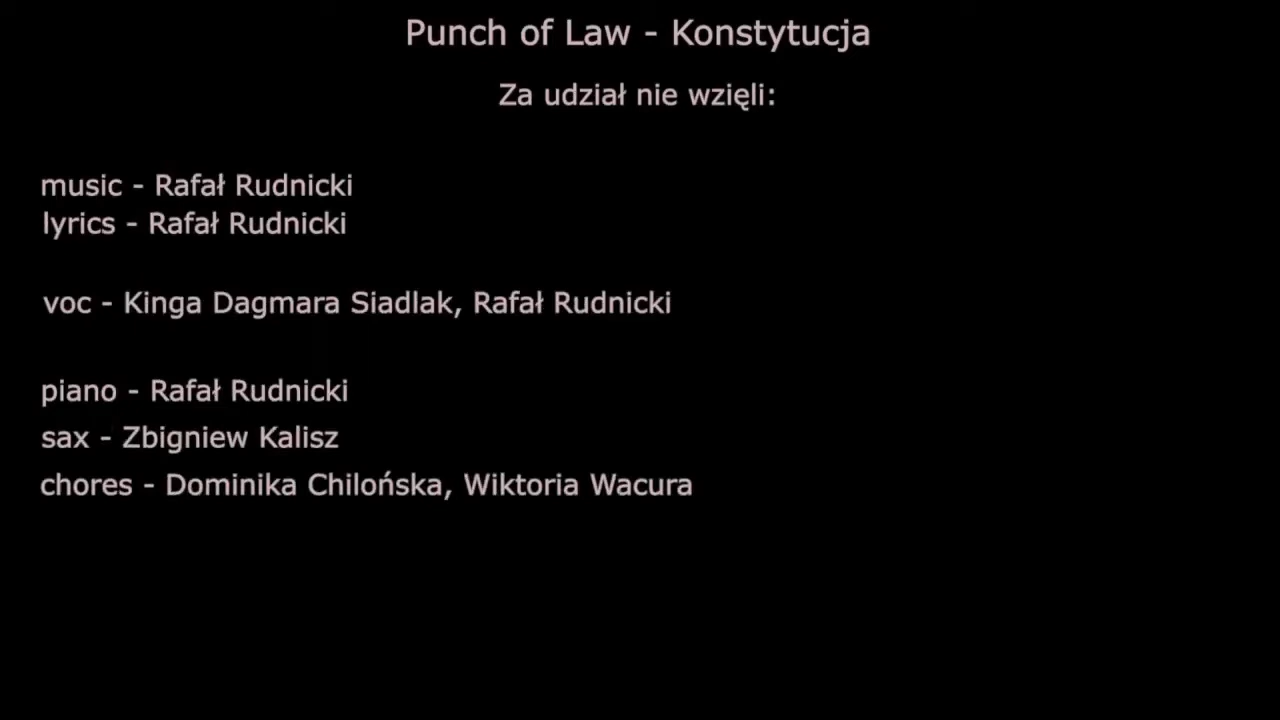 Punch of Law - Konstytucja
Za udział nie wzięli:
music - Rafał Rudnicki
lyrics - Rafał Rudnicki
voc - Kinga Dagmara Siadlak, Rafał Rudnicki
piano - Rafał Rudnicki
sax - Zbigniew Kalisz
chores - Dominika Chilońska, Wiktoria Wacura